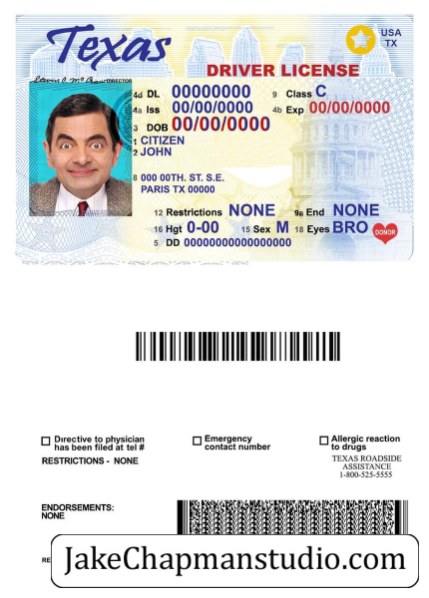 Texas
USA
TX
DRIVER LICENSE
DIRECTOR
4d DL 00000000 9 Class C
4a Iss 00/00/0000 4b Exp 00/00/0000
3 DOB 00/00/0000
1 CITIZEN
2 JOHN
8 000 00TH. ST. S.E.
PARIS TX 00000
12 Restrictions NONE 9a End NONE
16 Hgt 0-00 15 Sex M 18 Eyes BRO
DONOR
5 DD 00000000000000000
Directive to physician
has been filed at tel #
Emergency
contact number
Allergic reaction
to drugs
RESTRICTIONS - NONE
TEXAS ROADSIDE
ASSISTANCE
1-800-525-5555
ENDORSEMENTS:
NONE
RE
JakeChapmanstudio.com